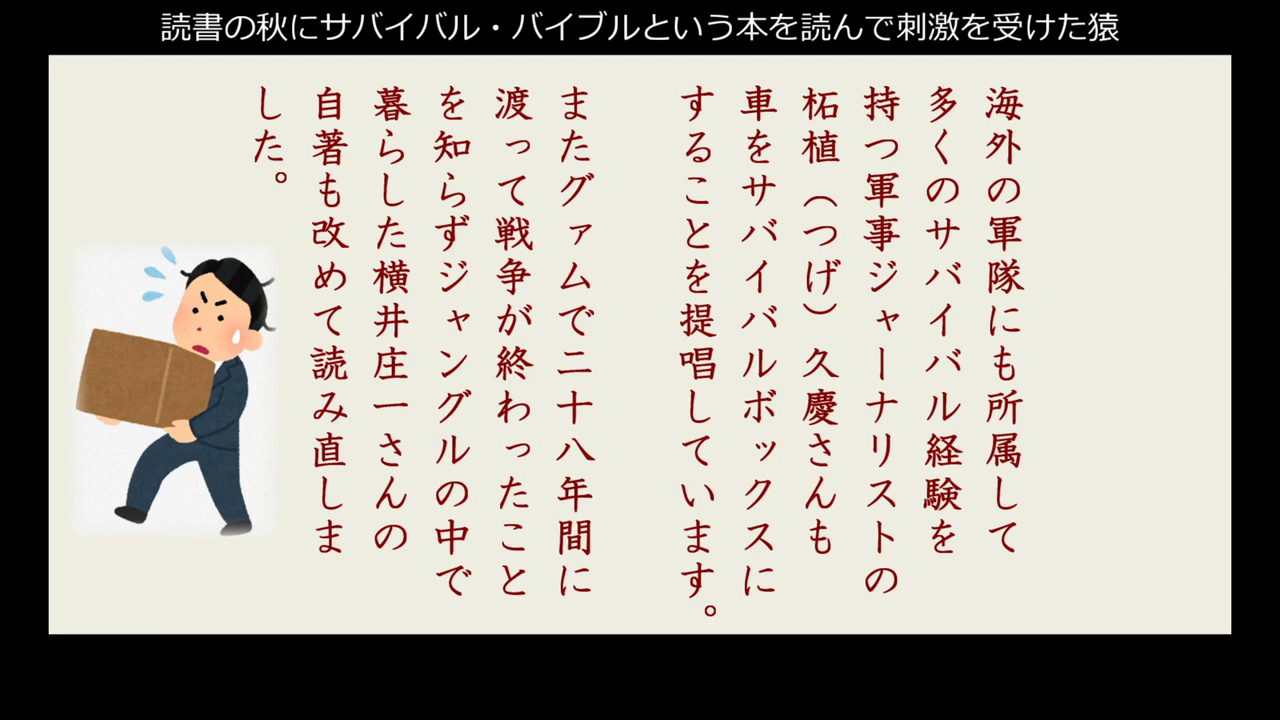 読書の秋にサバイバル・バイブルという本を読んで刺激を受けた猿
海外の軍隊にも所属して
多くのサバイバル経験を
持つ軍事ジャーナリストの
柘植（つげ）久慶さんも
車をサバイバルボックスに
することを提唱しています。
またグァムで二十八年間に
渡って戦争が終わったこと
を知らずジャングルの中で
暮らした横井庄一さんの
自著も改めて読み直しま
した。